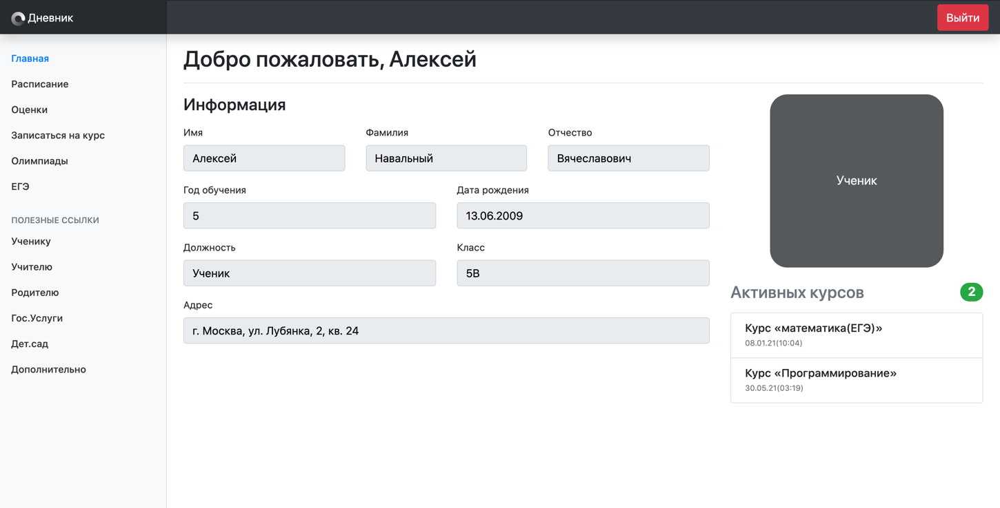 Дневник
Выйти
Главная
Расписание
Оценки
Записаться на курс
Олимпиады
ЕГЭ
ПОЛЕЗНЫЕ ССЫЛКИ
Ученику
Учителю
Родителю
Гос.Услуги
Дет.сад
Дополнительно
Добро пожаловать, Алексей
Информация
Имя Фамилия Отчество
Алексей Навальный Вячеславович
Год обучения Дата рождения
5 13.06.2009
Должность Класс
Ученик 5В
Адрес
г. Москва, ул. Лубянка, 2, кв. 24
Ученик
Активных курсов 2
Курс «математика(ЕГЭ)»
08.01.21(10:04)
Курс «Программирование»
30.05.21(03:19)